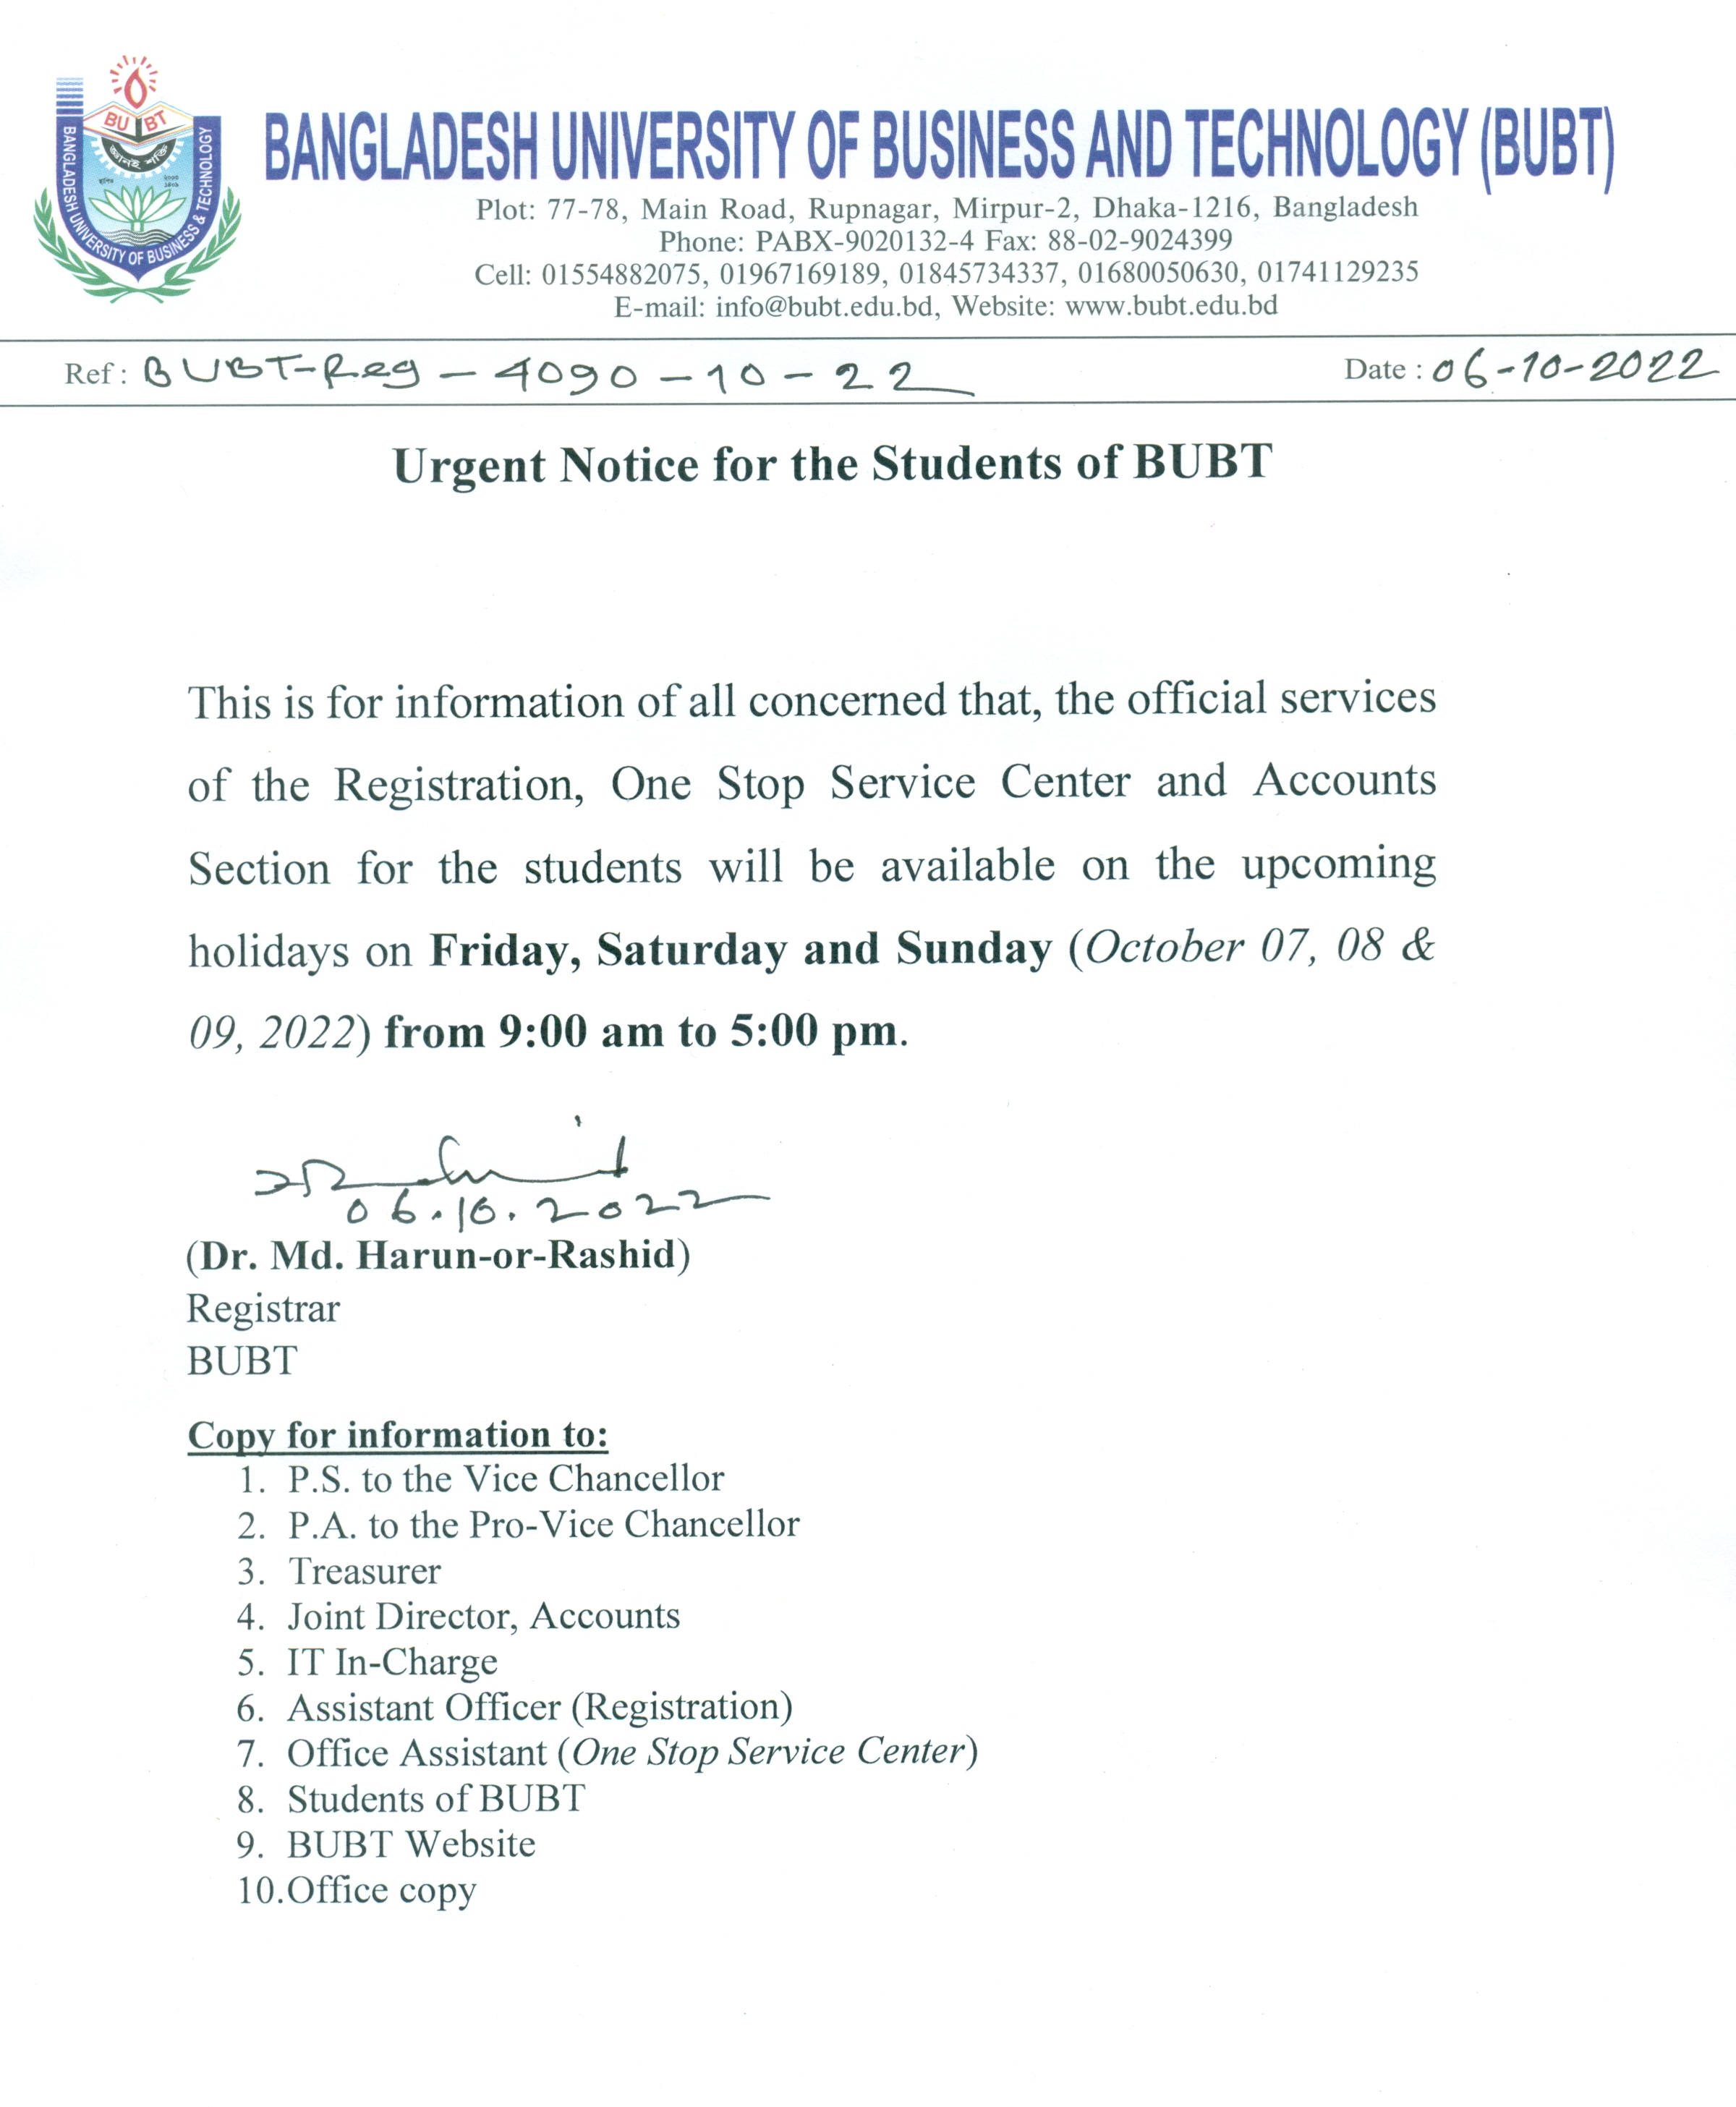 BU BT
জ্ঞানই শক্তি
BANGLADESH UNIVERSITY OF BUSINESS & TECHNOLOGY
BANGLADESH UNIVERSITY OF BUSINESS AND TECHNOLOGY (BUBT)
Plot: 77-78, Main Road, Rupnagar, Mirpur-2, Dhaka-1216, Bangladesh
Phone: PABX-9020132-4 Fax: 88-02-9024399
Cell: 01554882075, 01967169189, 01845734337, 01680050630, 01741129235
E-mail: info@bubt.edu.bd, Website: www.bubt.edu.bd
Ref : BUBT-Reg-4090-10-22 Date : 06-10-2022
Urgent Notice for the Students of BUBT
This is for information of all concerned that, the official services
of the Registration, One Stop Service Center and Accounts
Section for the students will be available on the upcoming
holidays on Friday, Saturday and Sunday (October 07, 08 &
09, 2022) from 9:00 am to 5:00 pm.
06.10.2022
(Dr. Md. Harun-or-Rashid)
Registrar
BUBT
Copy for information to:
1. P.S. to the Vice Chancellor
2. P.A. to the Pro-Vice Chancellor
3. Treasurer
4. Joint Director, Accounts
5. IT In-Charge
6. Assistant Officer (Registration)
7. Office Assistant (One Stop Service Center)
8. Students of BUBT
9. BUBT Website
10.Office copy